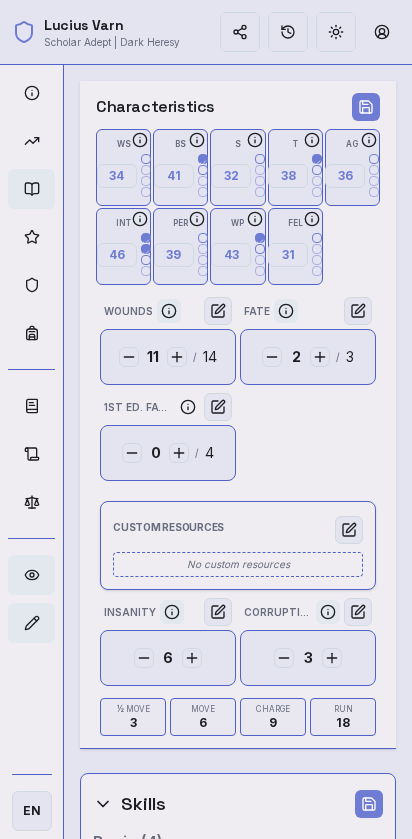 Lucius Varn
Scholar Adept | Dark Heresy
Characteristics
WS BS S T AG
34 41 32 38 36
INT PER WP FEL
46 39 43 31
WOUNDS FATE
11 / 14 2 / 3
1ST ED. FA...
0 / 4
CUSTOM RESOURCES
No custom resources
INSANITY CORRUPTI...
6 3
½ MOVE MOVE CHARGE RUN
3 6 9 18
EN
Skills